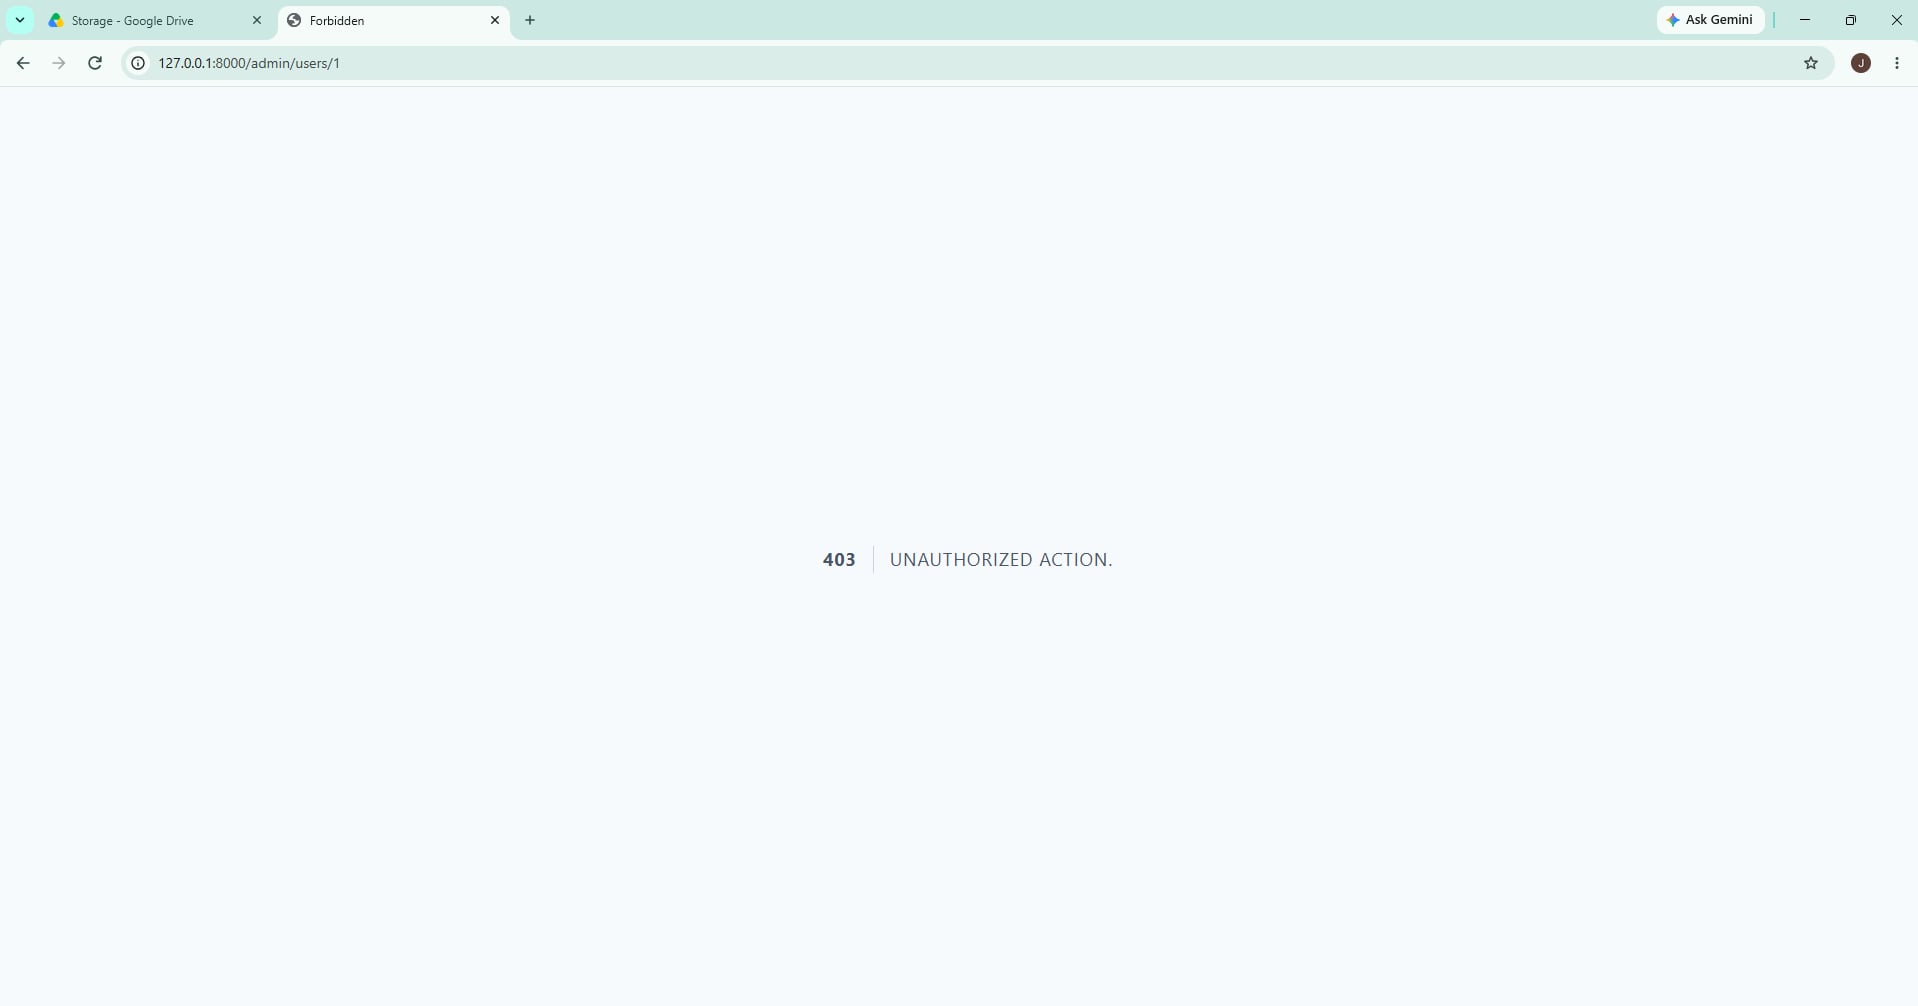 Storage - Google Drive
Forbidden
Ask Gemini
127.0.0.1:8000/admin/users/1
J
403
UNAUTHORIZED ACTION.